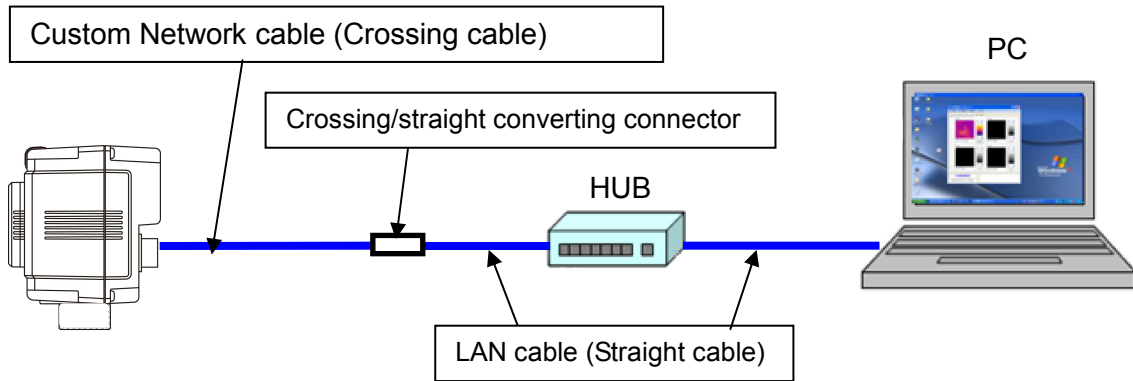 Custom Network cable (Crossing cable)
PC
Crossing/straight converting connector
HUB
LAN cable (Straight cable)